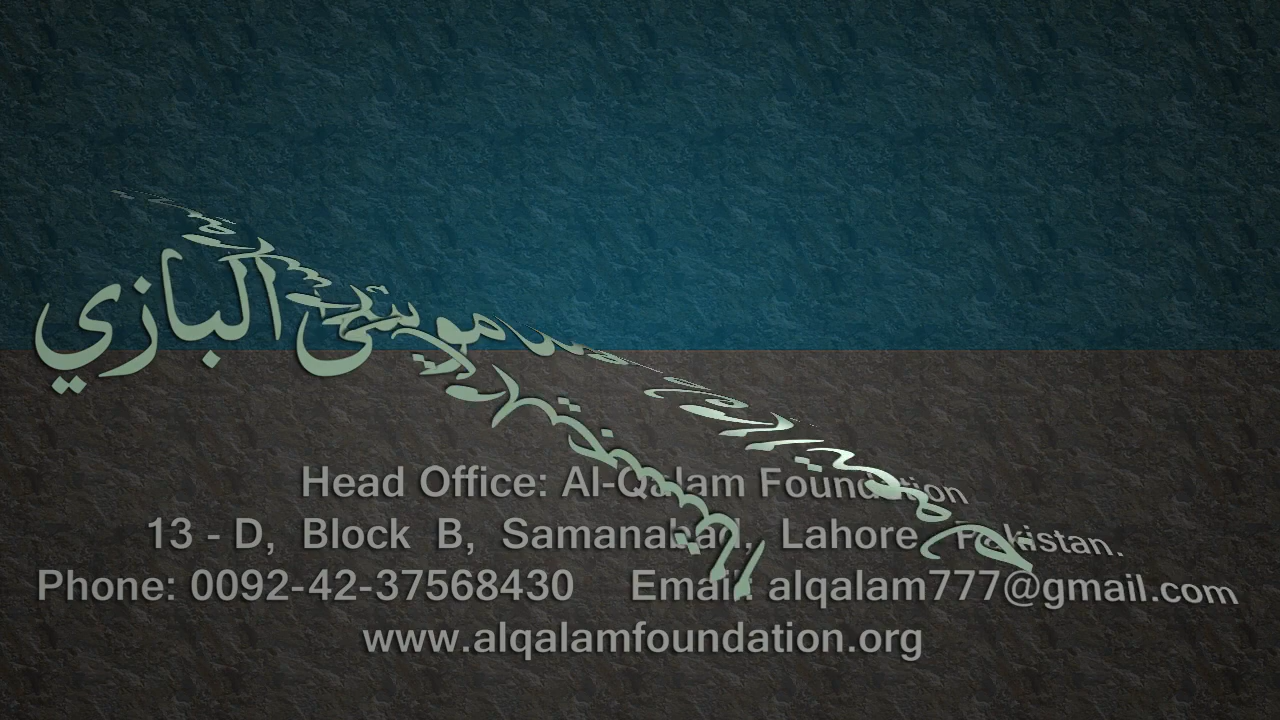 موسیٰ البازي
Head Office: Al-Qalam Foundation
13 - D, Block B, Samanabad, Lahore, Pakistan.
Phone: 0092-42-37568430 Email: alqalam777@gmail.com
www.alqalamfoundation.org